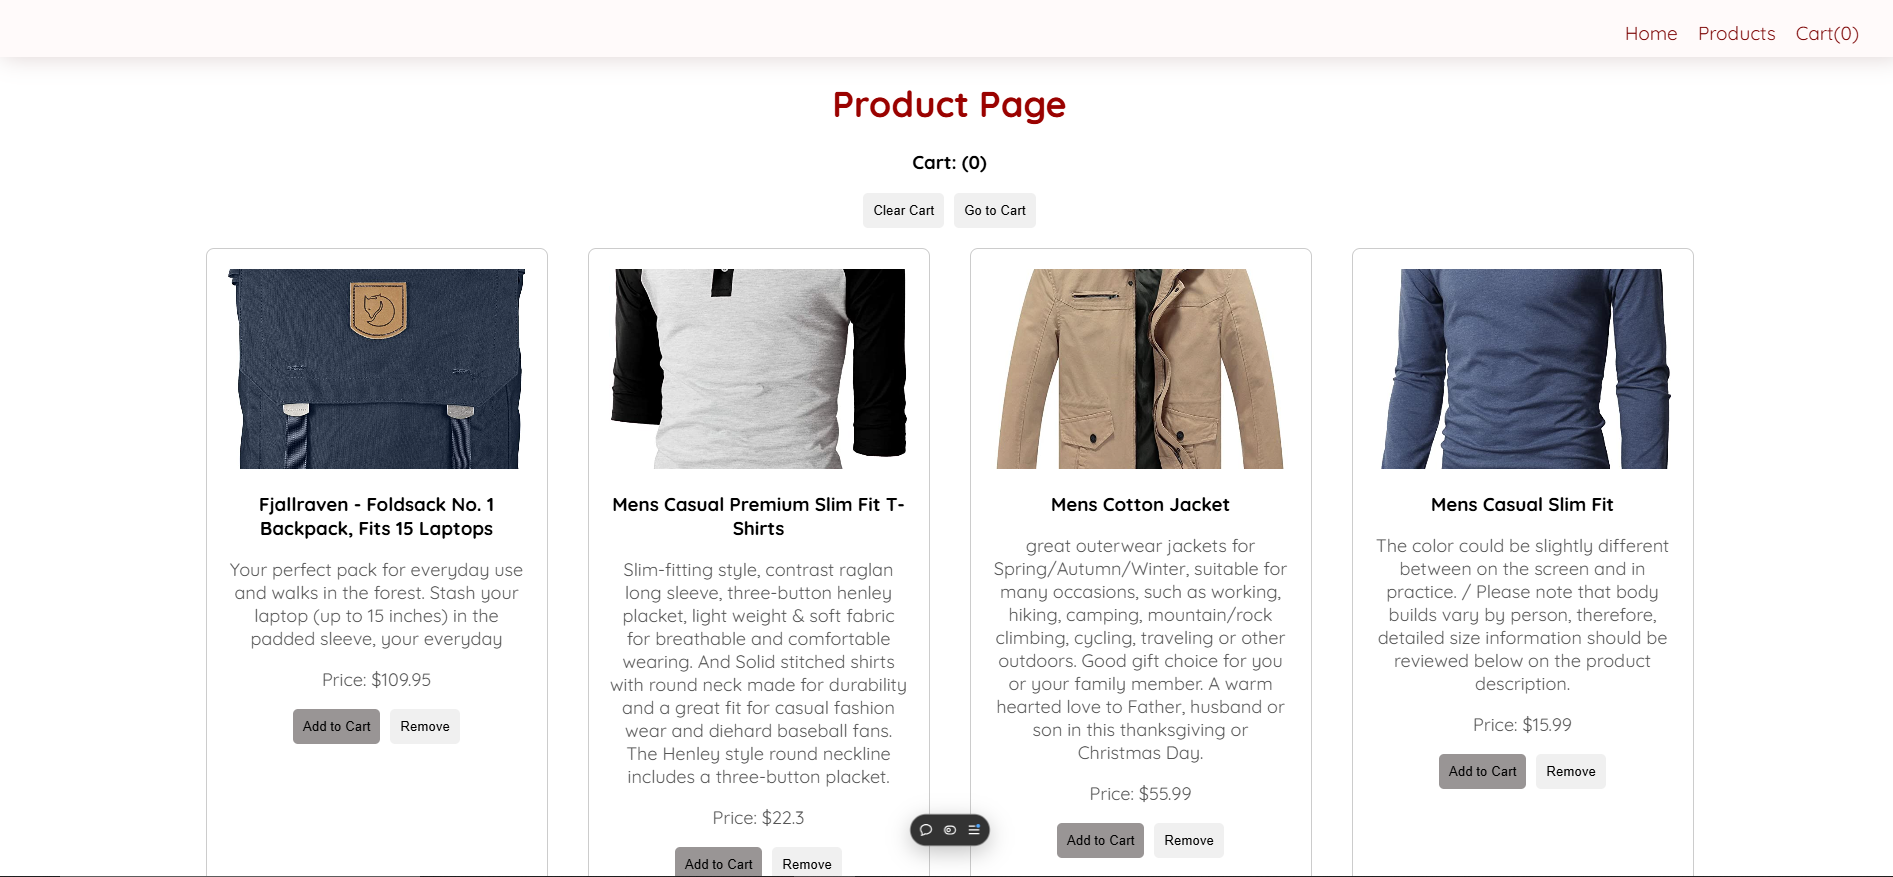 Home Products Cart(0)
Product Page
Cart: (0)
Clear Cart Go to Cart
Fjallraven - Foldsack No. 1
Backpack, Fits 15 Laptops
Your perfect pack for everyday use
and walks in the forest. Stash your
laptop (up to 15 inches) in the
padded sleeve, your everyday
Price: $109.95
Add to Cart Remove
Mens Casual Premium Slim Fit T-
Shirts
Slim-fitting style, contrast raglan
long sleeve, three-button henley
placket, light weight & soft fabric
for breathable and comfortable
wearing. And Solid stitched shirts
with round neck made for durability
and a great fit for casual fashion
wear and diehard baseball fans.
The Henley style round neckline
includes a three-button placket.
Price: $22.3
Add to Cart Remove
Mens Cotton Jacket
great outerwear jackets for
Spring/Autumn/Winter, suitable for
many occasions, such as working,
hiking, camping, mountain/rock
climbing, cycling, traveling or other
outdoors. Good gift choice for you
or your family member. A warm
hearted love to Father, husband or
son in this thanksgiving or
Christmas Day.
Price: $55.99
Add to Cart Remove
Mens Casual Slim Fit
The color could be slightly different
between on the screen and in
practice. / Please note that body
builds vary by person, therefore,
detailed size information should be
reviewed below on the product
description.
Price: $15.99
Add to Cart Remove